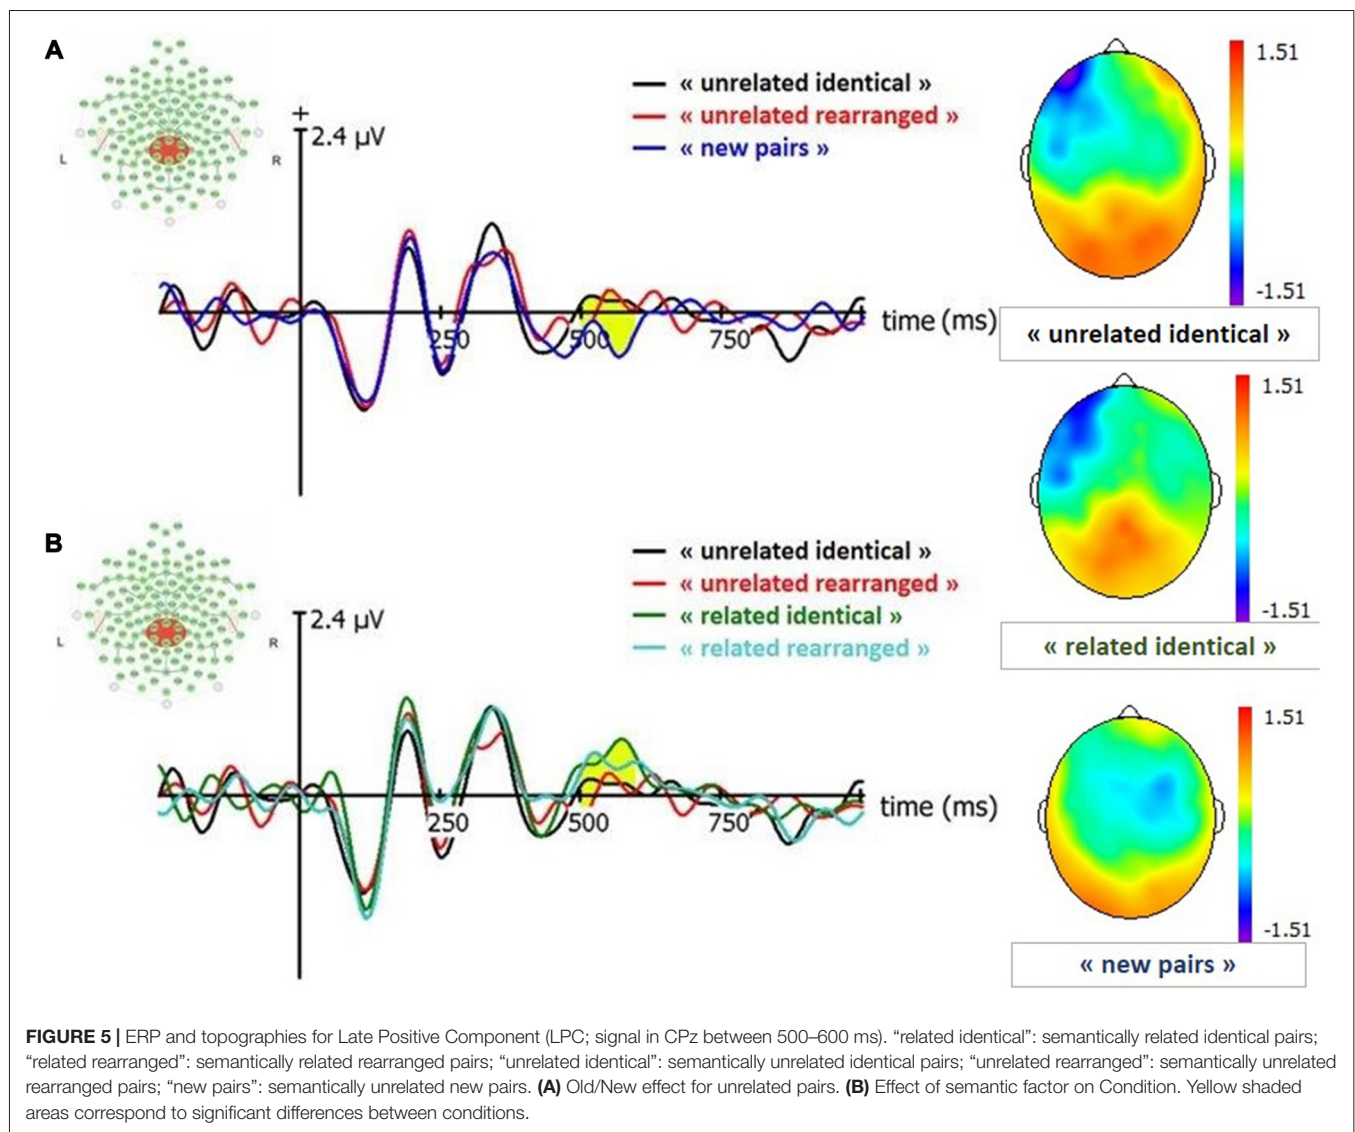 A
L
R
+
2.4 µV
« unrelated identical »
« unrelated rearranged »
« new pairs »
250
500
750
time (ms)
1.51
-1.51
« unrelated identical »
1.51
-1.51
« related identical »
B
L
R
2.4 µV
« unrelated identical »
« unrelated rearranged »
« related identical »
« related rearranged »
250
500
750
time (ms)
1.51
-1.51
« new pairs »
FIGURE 5 | ERP and topographies for Late Positive Component (LPC; signal in CPz between 500–600 ms). “related identical”: semantically related identical pairs;
“related rearranged”: semantically related rearranged pairs; “unrelated identical”: semantically unrelated identical pairs; “unrelated rearranged”: semantically unrelated
rearranged pairs; “new pairs”: semantically unrelated new pairs. (A) Old/New effect for unrelated pairs. (B) Effect of semantic factor on Condition. Yellow shaded
areas correspond to significant differences between conditions.